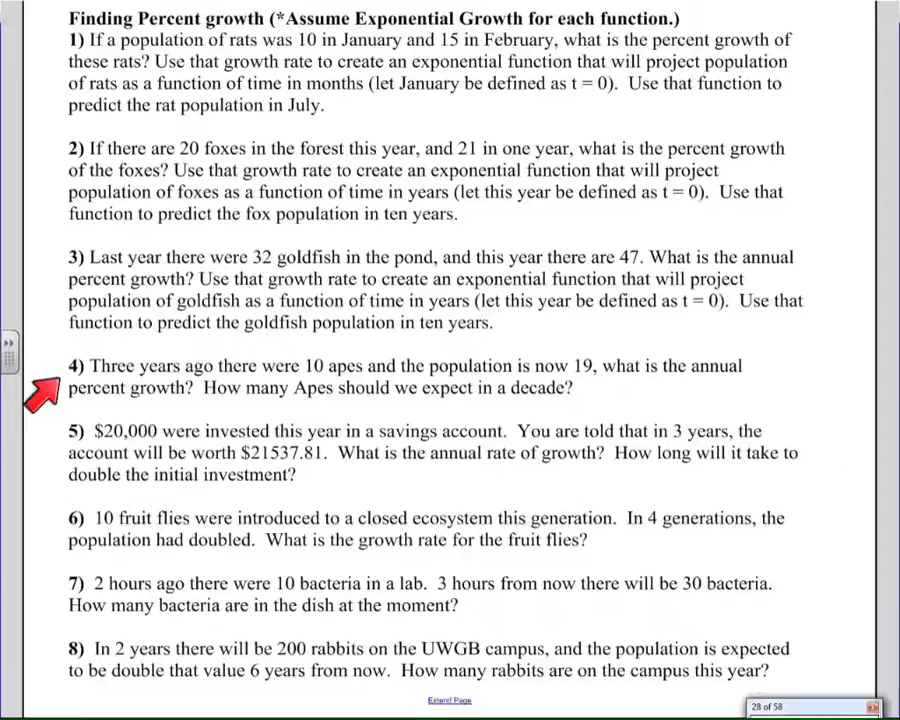 Finding Percent growth (*Assume Exponential Growth for each function.)
1) If a population of rats was 10 in January and 15 in February, what is the percent growth of
these rats? Use that growth rate to create an exponential function that will project population
of rats as a function of time in months (let January be defined as t = 0).  Use that function to
predict the rat population in July.
2) If there are 20 foxes in the forest this year, and 21 in one year, what is the percent growth
of the foxes? Use that growth rate to create an exponential function that will project
population of foxes as a function of time in years (let this year be defined as t = 0).  Use that
function to predict the fox population in ten years.
3) Last year there were 32 goldfish in the pond, and this year there are 47. What is the annual
percent growth? Use that growth rate to create an exponential function that will project
population of goldfish as a function of time in years (let this year be defined as t = 0).  Use that
function to predict the goldfish population in ten years.
4) Three years ago there were 10 apes and the population is now 19, what is the annual
percent growth?  How many Apes should we expect in a decade?
5)  $20,000 were invested this year in a savings account.  You are told that in 3 years, the
account will be worth $21537.81.  What is the annual rate of growth?  How long will it take to
double the initial investment?
6)  10 fruit flies were introduced to a closed ecosystem this generation.  In 4 generations, the
population had doubled.  What is the growth rate for the fruit flies?
7)  2 hours ago there were 10 bacteria in a lab.  3 hours from now there will be 30 bacteria.
How many bacteria are in the dish at the moment?
8)  In 2 years there will be 200 rabbits on the UWGB campus, and the population is expected
to be double that value 6 years from now.  How many rabbits are on the campus this year?
Extend Page
28 of 58